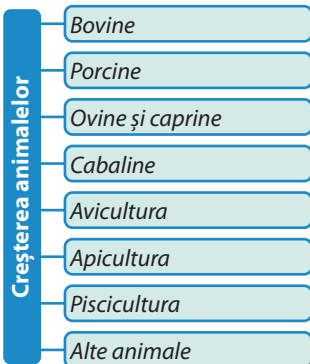 Creșterea animalelor
Bovine
Porcine
Ovine și caprine
Cabaline
Avicultura
Apicultura
Piscicultura
Alte animale